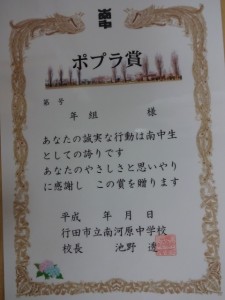 ポプラ賞
第 号
年 組 様
あなたの誠実な行動は南中生
としての誇りです
あなたのやさしさと思いやり
に感謝し この賞を贈ります
平成 年 月 日
行田市立南河原中学校
校長 池野 透